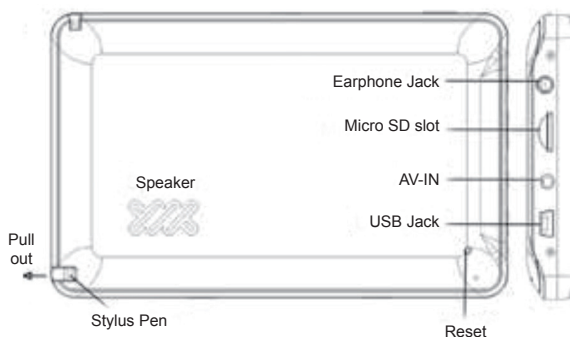 Earphone Jack
Micro SD slot
AV-IN
USB Jack
Speaker
Pull
out
Stylus Pen
Reset